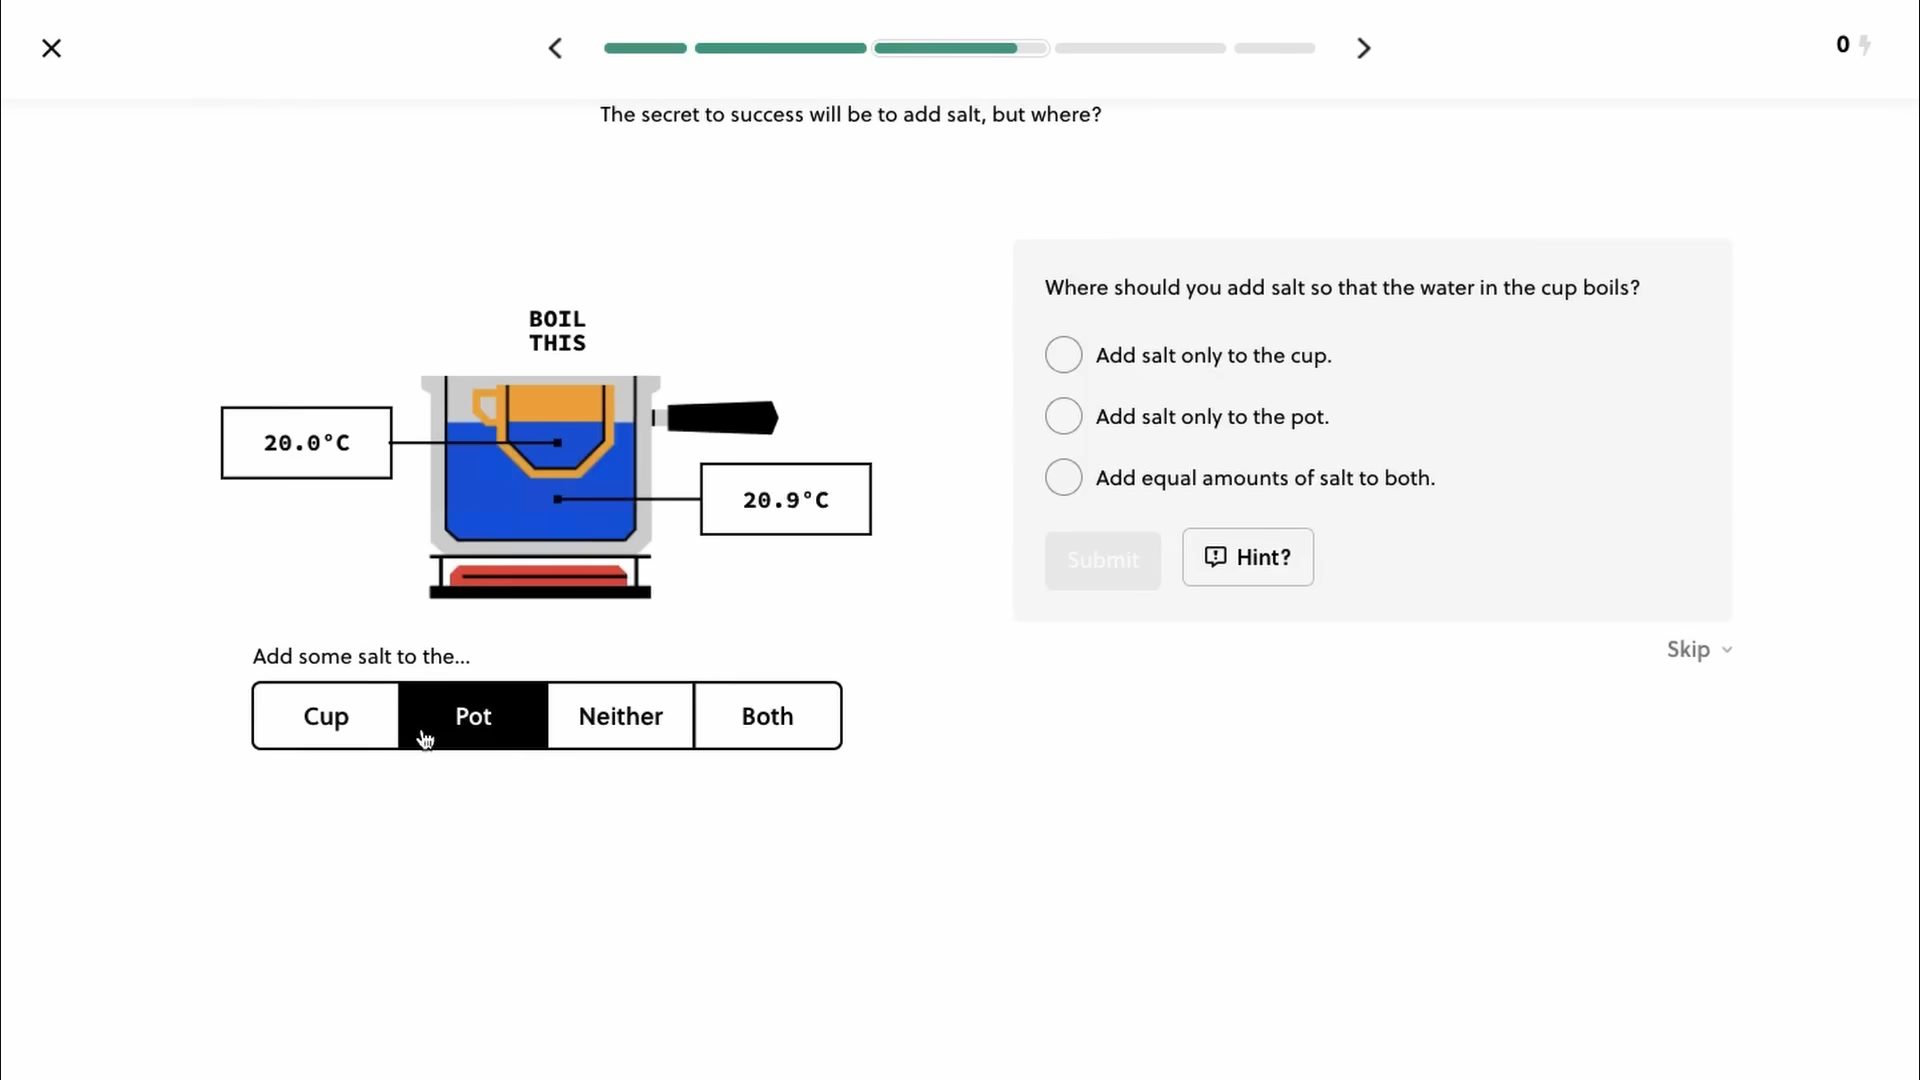 0
The secret to success will be to add salt, but where?
BOIL
THIS
20.0°C
20.9°C
Add some salt to the...
Cup
Pot
Neither
Both
Where should you add salt so that the water in the cup boils?
Add salt only to the cup.
Add salt only to the pot.
Add equal amounts of salt to both.
Submit
Hint?
Skip